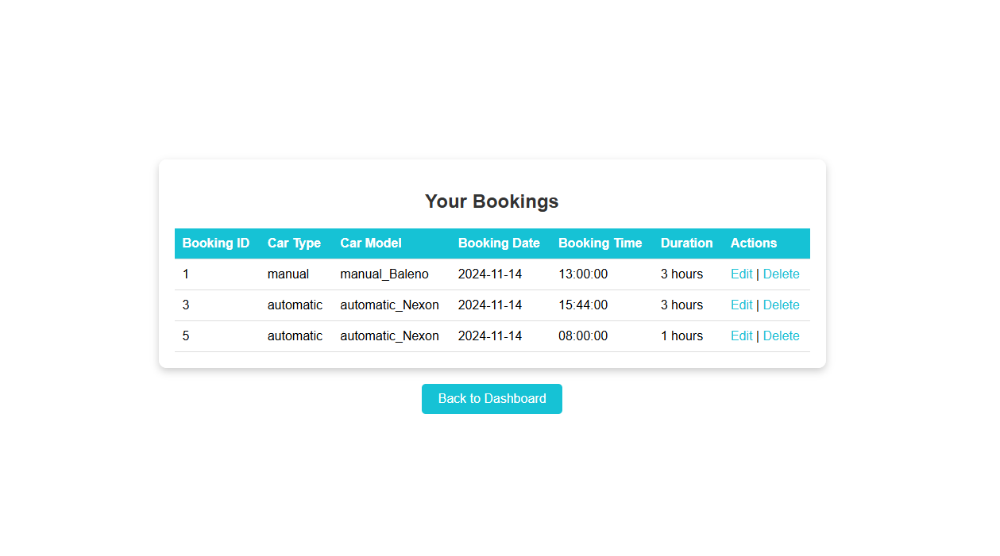 Your Bookings
Booking ID Car Type Car Model Booking Date Booking Time Duration Actions
1 manual manual_Baleno 2024-11-14 13:00:00 3 hours Edit | Delete
3 automatic automatic_Nexon 2024-11-14 15:44:00 3 hours Edit | Delete
5 automatic automatic_Nexon 2024-11-14 08:00:00 1 hours Edit | Delete
Back to Dashboard